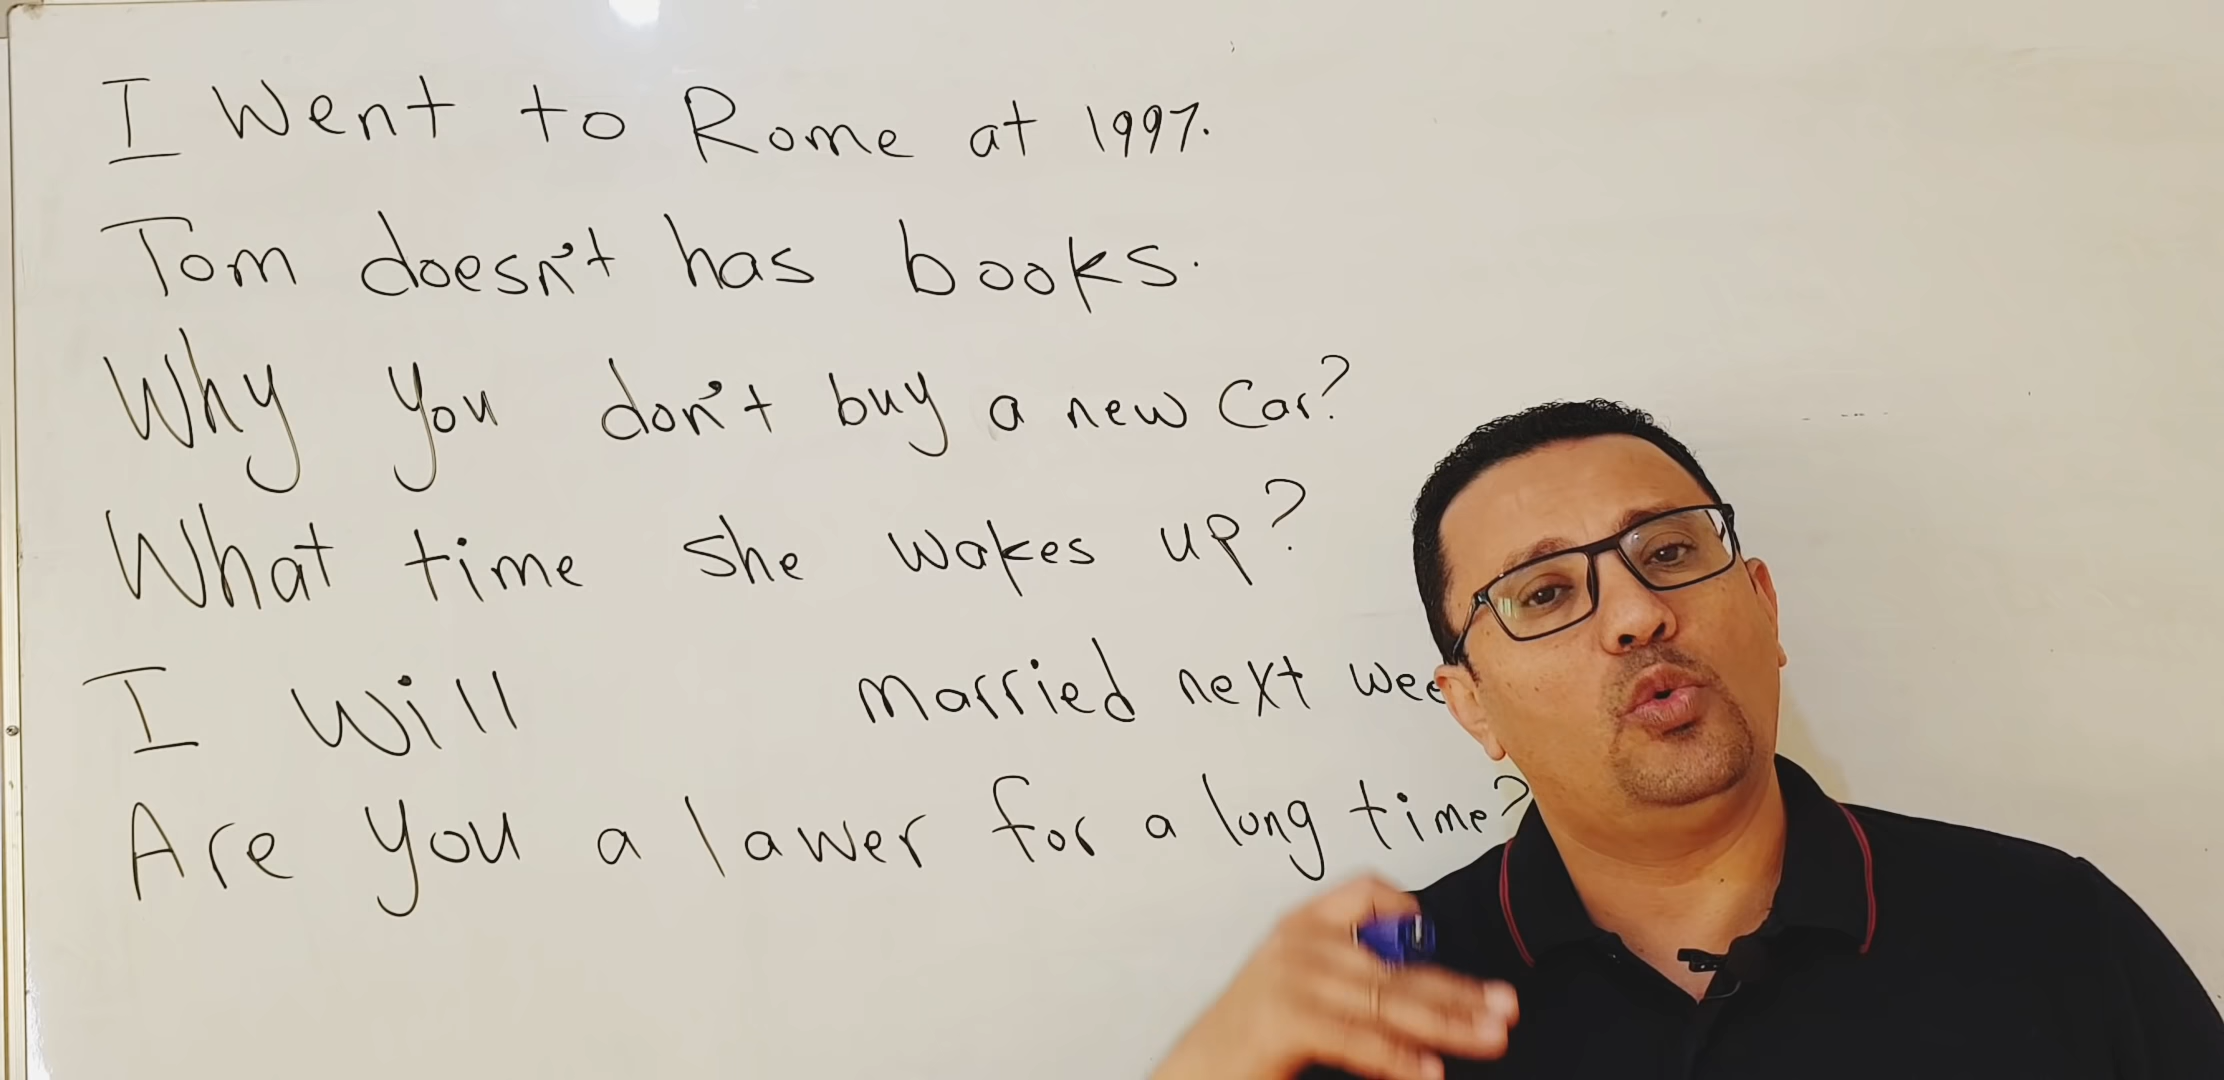 I went to Rome at 1997.
Tom doesn't has books.
Why you don't buy a new car?
What time she wakes up?
I will married next
Are you a lawer for a long time?